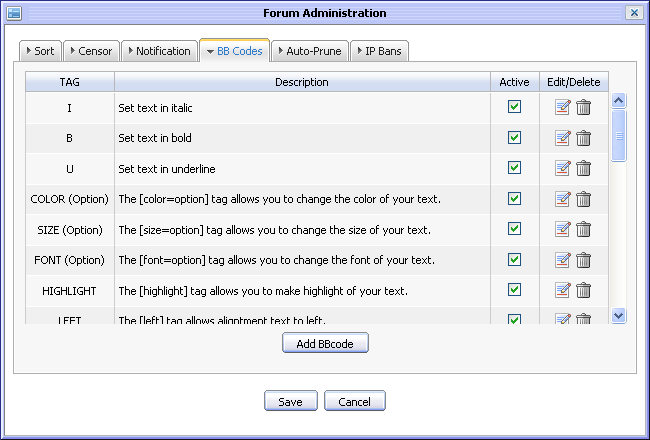 Forum Administration
Sort Censor Notification BB Codes Auto-Prune IP Bans
TAG Description Active Edit/Delete
I Set text in italic
B Set text in bold
U Set text in underline
COLOR (Option) The [color=option] tag allows you to change the color of your text.
SIZE (Option) The [size=option] tag allows you to change the size of your text.
FONT (Option) The [font=option] tag allows you to change the font of your text.
HIGHLIGHT The [highlight] tag allows you to make highlight of your text.
LEFT The [left] tag allows aligntment text to left.
Add BBcode
Save Cancel